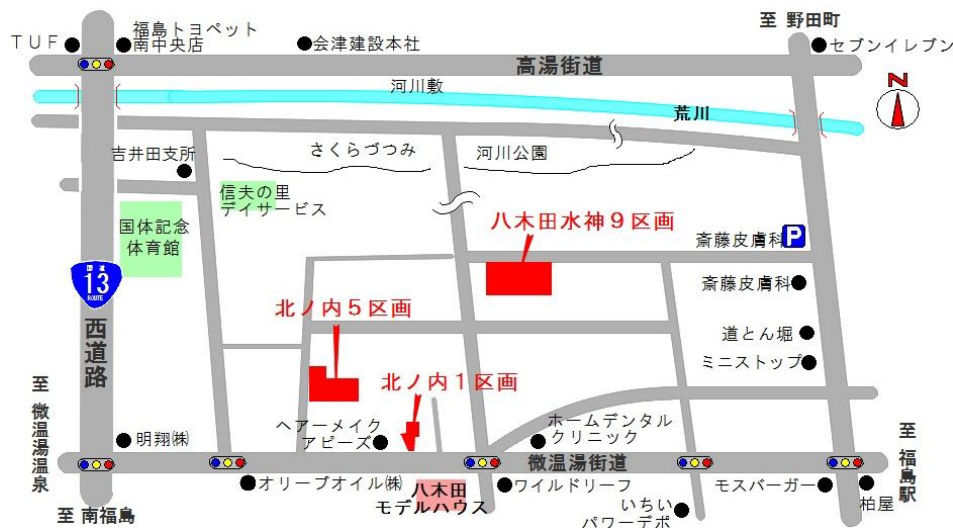 至 野田町
福島トヨペット
南中央店
TUF
会津建設本社
セブンイレブン
高湯街道
河川敷
荒川
N
吉井田支所
さくらづつみ
河川公園
信夫の里
デイサービス
国体記念
体育館
八木田水神９区画
斎藤皮膚科
P
国道
13
ROUTE
斎藤皮膚科
北ノ内５区画
西道路
道とん堀
ミニストップ
北ノ内１区画
至 微温湯温泉
ヘアーメイク
アピーズ
ホームデンタル
クリニック
明翔㈱
微温湯街道
至 福島駅
オリーブオイル㈱
八木田
モデルハウス
ワイルドリーフ
モスバーガー
柏屋
いちい
パワーデポ
至 南福島